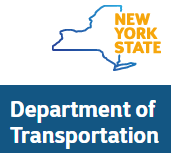 NEW
YORK
STATE
Department of
Transportation